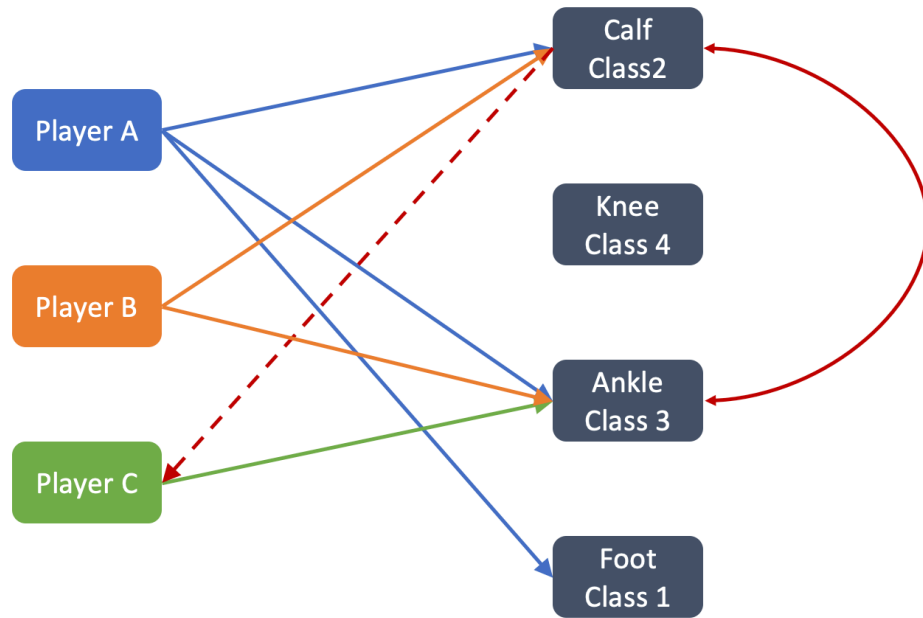 Player A
Player B
Player C
Calf
Class2
Knee
Class 4
Ankle
Class 3
Foot
Class 1